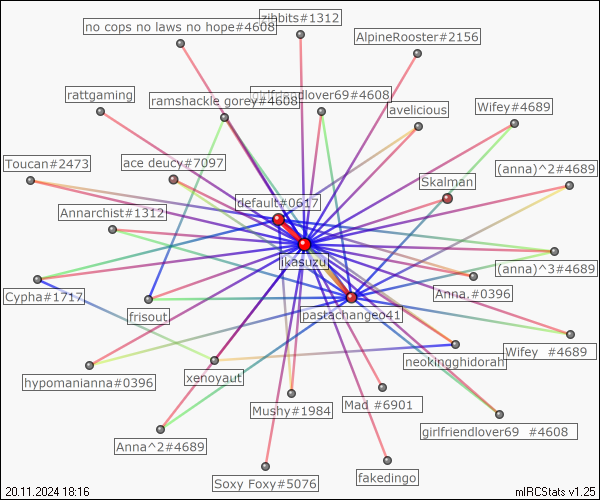 zibbits#1312
no cops no laws no hope#4608
AlpineRooster#2156
rattgaming
ramshackle gorey#4608
girlfriendlover69#4608
avelicious
Wifey#4689
Toucan#2473
ace deucy#7097
Skalman
(anna)^2#4689
default#0617
Annarchist#1312
ikasuzu
(anna)^3#4689
Cypha#1717
frisout
pastachangeo41
Anna.#0396
Wifey #4689
neokingghidorah
hypomanianna#0396
xenoyaut
Mushy#1984
Mad #6901
girlfriendlover69 #4608
Anna^2#4689
Soxy Foxy#5076
fakedingo
20.11.2024 18:16
mIRCStats v1.25